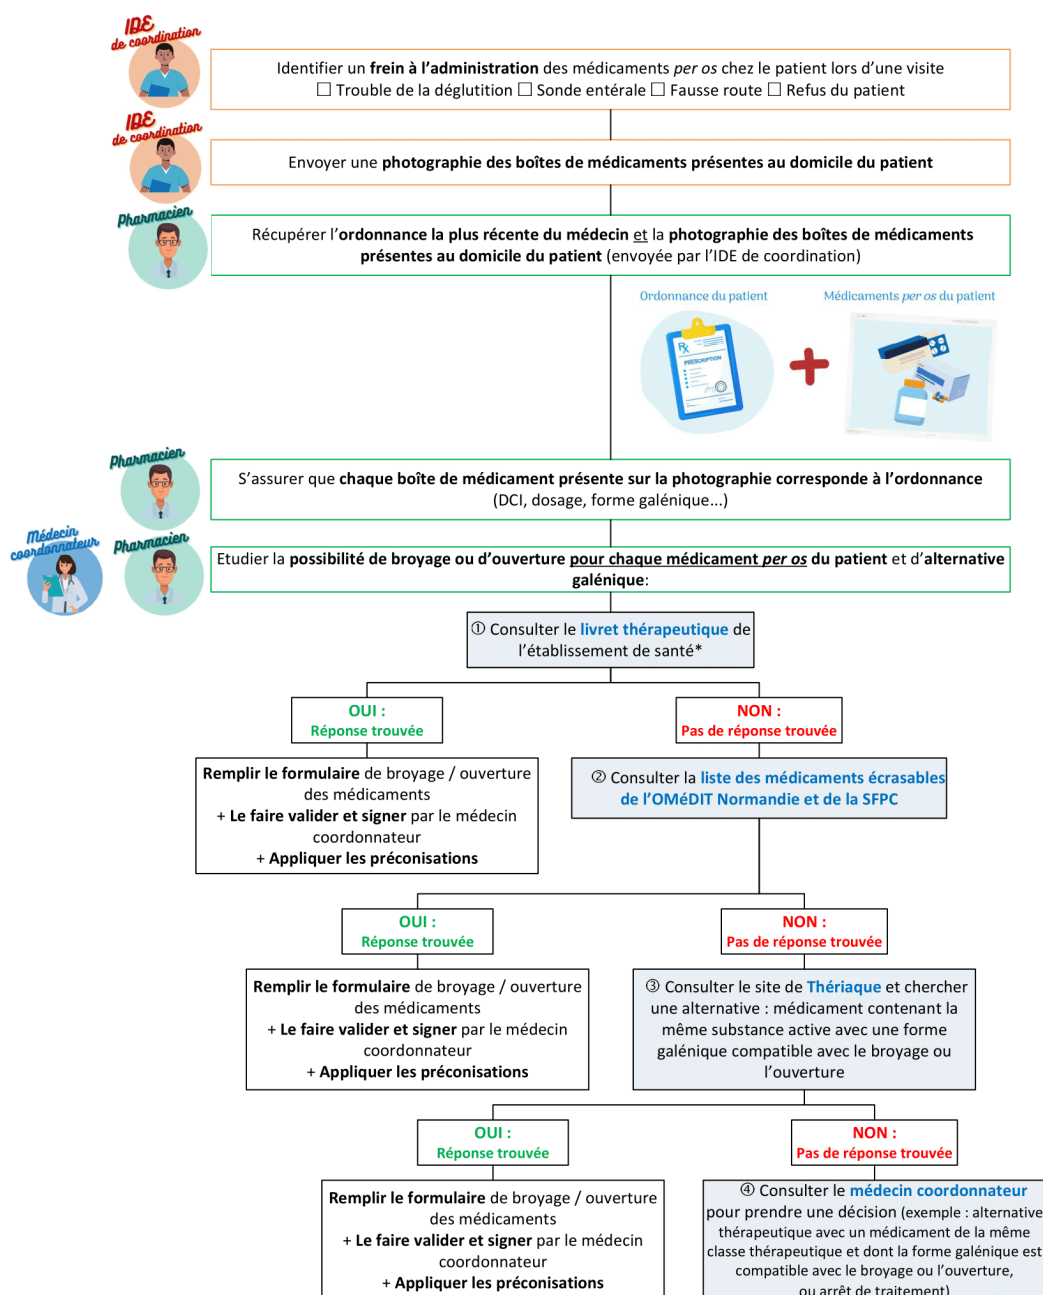 IDE
de coordination
Identifier un frein à l'administration des médicaments per os chez le patient lors d'une visite
☐ Trouble de la déglutition ☐ Sonde entérale ☐ Fausse route ☐ Refus du patient
IDE
de coordination
Envoyer une photographie des boîtes de médicaments présentes au domicile du patient
Pharmacien
Récupérer l'ordonnance la plus récente du médecin et la photographie des boîtes de médicaments
présentes au domicile du patient (envoyée par l'IDE de coordination)
Ordonnance du patient
Médicaments per os du patient
Rx
PRESCRIPTION
Pharmacien
S'assurer que chaque boîte de médicament présente sur la photographie corresponde à l'ordonnance
(DCI, dosage, forme galénique...)
Médecin
coordonnateur
Pharmacien
Etudier la possibilité de broyage ou d'ouverture pour chaque médicament per os du patient et d'alternative
galénique:
① Consulter le livret thérapeutique de
l'établissement de santé*
OUI :
Réponse trouvée
NON :
Pas de réponse trouvée
Remplir le formulaire de broyage / ouverture
des médicaments
+ Le faire valider et signer par le médecin
coordonnateur
+ Appliquer les préconisations
② Consulter la liste des médicaments écrasables
de l'OMéDIT Normandie et de la SFPC
OUI :
Réponse trouvée
NON :
Pas de réponse trouvée
Remplir le formulaire de broyage / ouverture
des médicaments
+ Le faire valider et signer par le médecin
coordonnateur
+ Appliquer les préconisations
③ Consulter le site de Thériaque et chercher
une alternative : médicament contenant la
même substance active avec une forme
galénique compatible avec le broyage ou
l'ouverture
OUI :
Réponse trouvée
NON :
Pas de réponse trouvée
Remplir le formulaire de broyage / ouverture
des médicaments
+ Le faire valider et signer par le médecin
coordonnateur
+ Appliquer les préconisations
④ Consulter le médecin coordonnateur
pour prendre une décision (exemple : alternative
thérapeutique avec un médicament de la même
classe thérapeutique et dont la forme galénique est
compatible avec le broyage ou l'ouverture,
ou arrêt de traitement)